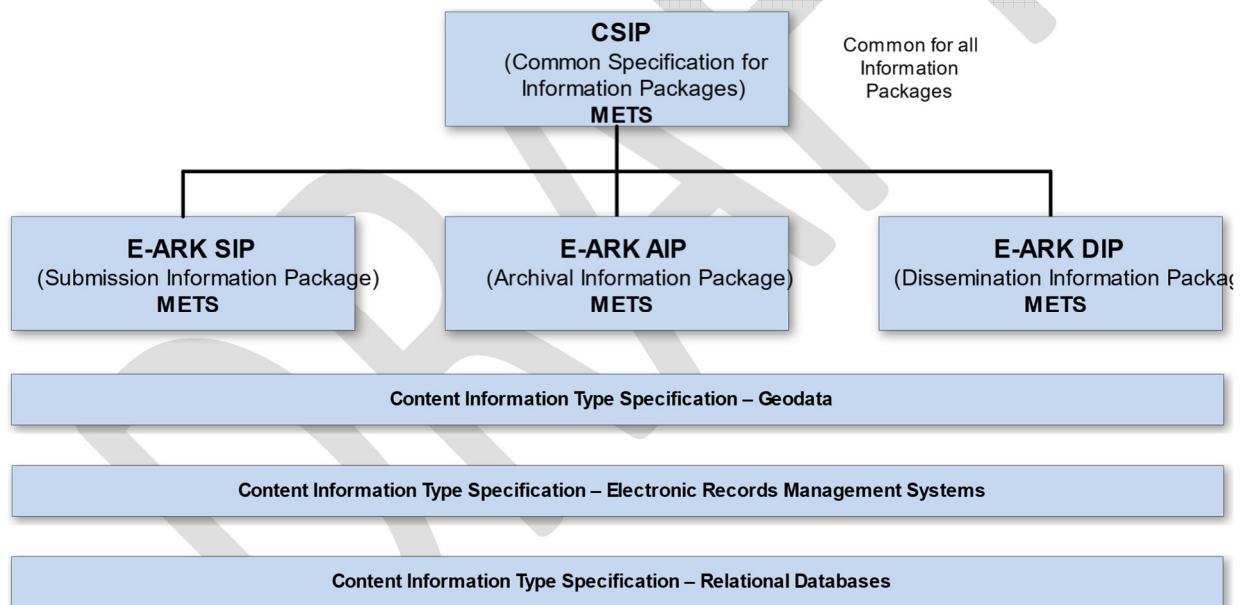 CSIP
(Common Specification for
Information Packages)
METS
Common for all
Information
Packages
E-ARK SIP
(Submission Information Package)
METS
E-ARK AIP
(Archival Information Package)
METS
E-ARK DIP
(Dissemination Information Packag
METS
Content Information Type Specification – Geodata
Content Information Type Specification – Electronic Records Management Systems
Content Information Type Specification – Relational Databases
DRAFT